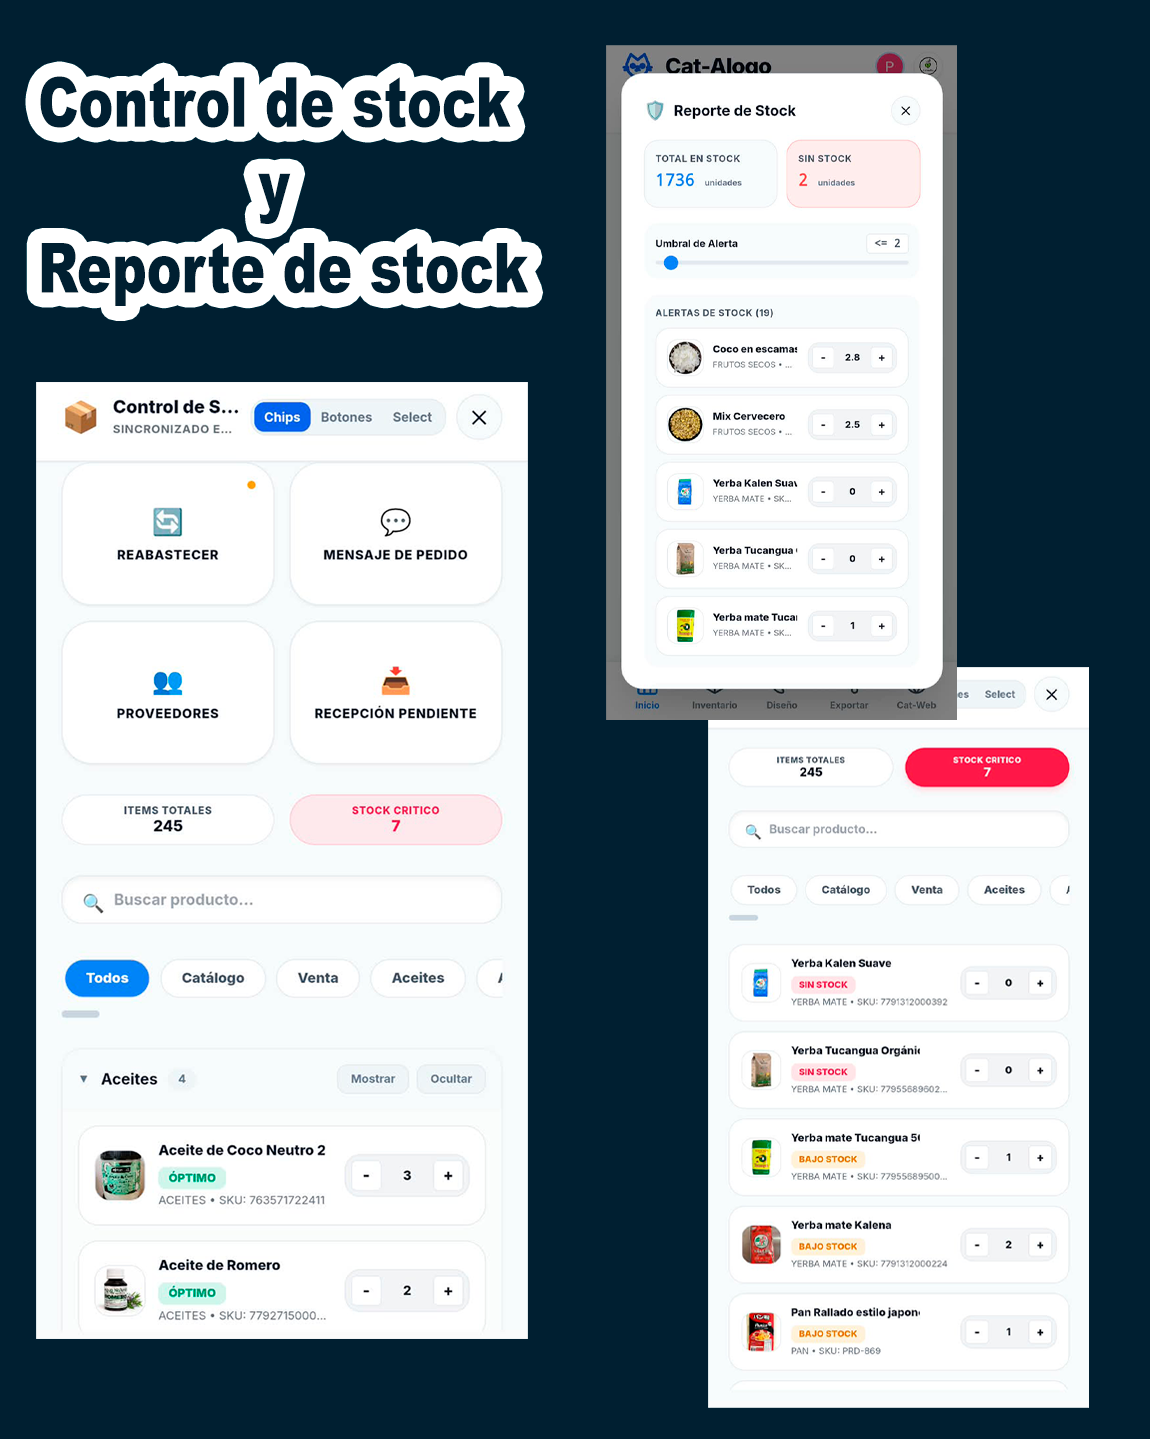 Control de stock
y
Reporte de stock
Cat-Alogo
P
Reporte de Stock
TOTAL EN STOCK
1736 unidades
SIN STOCK
2 unidades
Umbral de Alerta
<= 2
ALERTAS DE STOCK (19)
Coco en escamas
FRUTOS SECOS • ...
- 2.8 +
Mix Cervecero
FRUTOS SECOS • ...
- 2.5 +
Yerba Kalen Suav
YERBA MATE • SK...
- 0 +
Yerba Tucangua
YERBA MATE • SK...
- 0 +
Yerba mate Tucan
YERBA MATE • SK...
- 1 +
Inicio
Inventario
Diseño
Exportar
Cat-Web
Control de S...
SINCRONIZADO E...
Chips
Botones
Select
REABASTECER
MENSAJE DE PEDIDO
PROVEEDORES
RECEPCIÓN PENDIENTE
ITEMS TOTALES
245
STOCK CRITICO
7
Buscar producto...
Todos
Catálogo
Venta
Aceites
Aceites 4
Mostrar
Ocultar
Aceite de Coco Neutro 2
ÓPTIMO
ACEITES • SKU: 763571722411
- 3 +
Aceite de Romero
ÓPTIMO
ACEITES • SKU: 7792715000...
- 2 +
es
Select
ITEMS TOTALES
245
STOCK CRITICO
7
Buscar producto...
Todos
Catálogo
Venta
Aceites
Yerba Kalen Suave
SIN STOCK
YERBA MATE • SKU: 7791312000392
- 0 +
Yerba Tucangua Orgánic
SIN STOCK
YERBA MATE • SKU: 77955689602...
- 0 +
Yerba mate Tucangua 50
BAJO STOCK
YERBA MATE • SKU: 77955689500...
- 1 +
Yerba mate Kalena
BAJO STOCK
YERBA MATE • SKU: 7791312000224
- 2 +
Pan Rallado estilo japon
BAJO STOCK
PAN • SKU: PRD-869
- 1 +